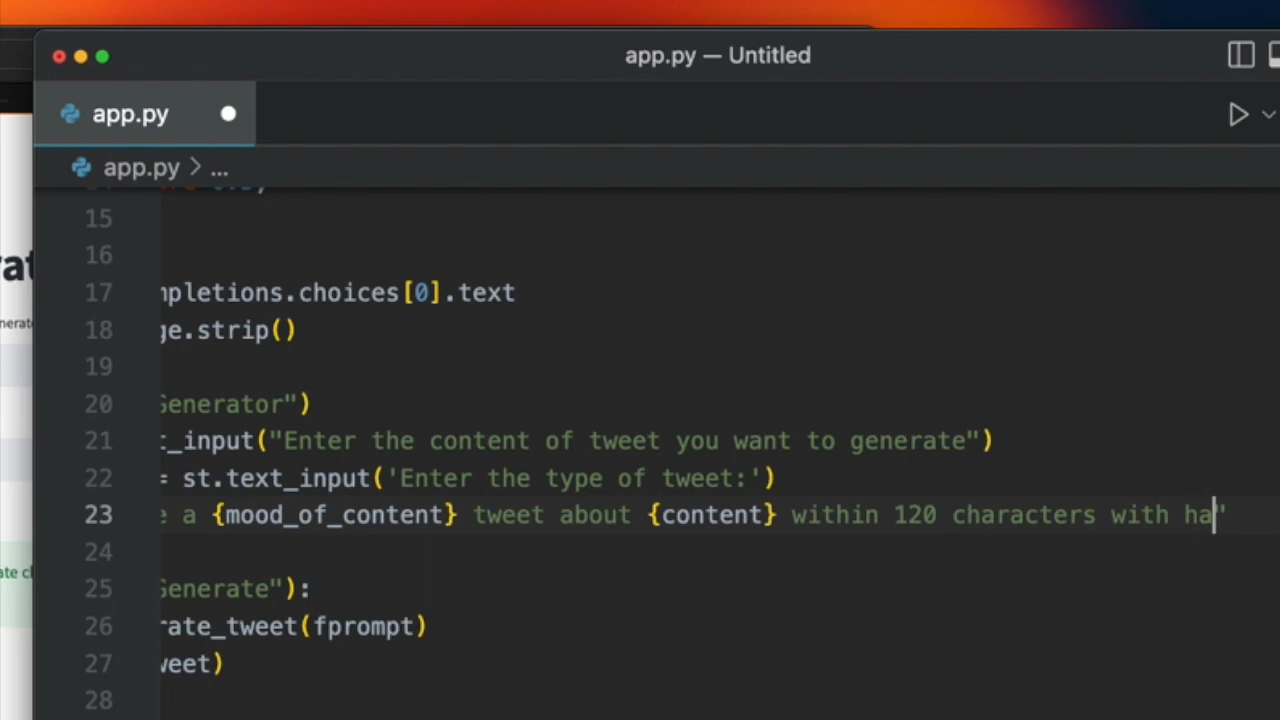 app.py — Untitled
app.py
app.py > ...
15
16
17 mpletions.choices[0].text
18 ge.strip()
19
20 Generator")
21 t_input("Enter the content of tweet you want to generate")
22 = st.text_input('Enter the type of tweet:')
23 e a {mood_of_content} tweet about {content} within 120 characters with ha"
24
25 Generate"):
26 rate_tweet(fprompt)
27 weet)
28